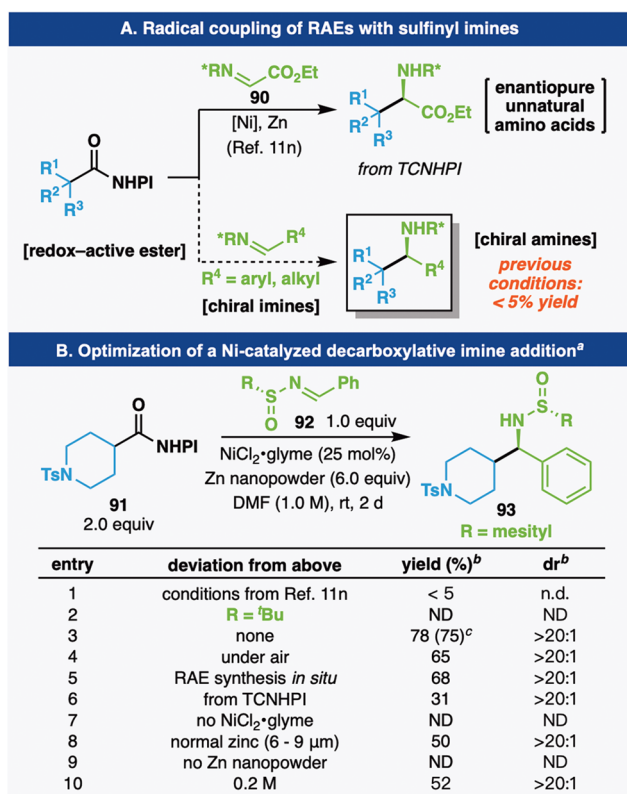 A. Radical coupling of RAEs with sulfinyl imines
*RN
CO₂Et
90
[Ni], Zn
(Ref. 11n)
R¹
R²
R³
O
NHPI
[redox–active ester]
NHR*
R¹
R²
R³
CO₂Et
from TCNHPI
enantiopure
unnatural
amino acids
*RN
R⁴
R⁴ = aryl, alkyl
[chiral imines]
NHR*
R¹
R²
R³
R⁴
[chiral amines]
previous
conditions:
< 5% yield
B. Optimization of a Ni-catalyzed decarboxylative imine additionᵃ
O
NHPI
TsN
91
2.0 equiv
R
S
N
Ph
O
92 1.0 equiv
NiCl₂•glyme (25 mol%)
Zn nanopowder (6.0 equiv)
DMF (1.0 M), rt, 2 d
O
HN
S
R
TsN
93
R = mesityl
entry deviation from above yield (%)ᵇ drᵇ
1 conditions from Ref. 11n < 5 n.d.
2 R = ᵗBu ND ND
3 none 78 (75)ᶜ >20:1
4 under air 65 >20:1
5 RAE synthesis in situ 68 >20:1
6 from TCNHPI 31 >20:1
7 no NiCl₂•glyme ND ND
8 normal zinc (6 - 9 μm) 50 >20:1
9 no Zn nanopowder ND ND
10 0.2 M 52 >20:1